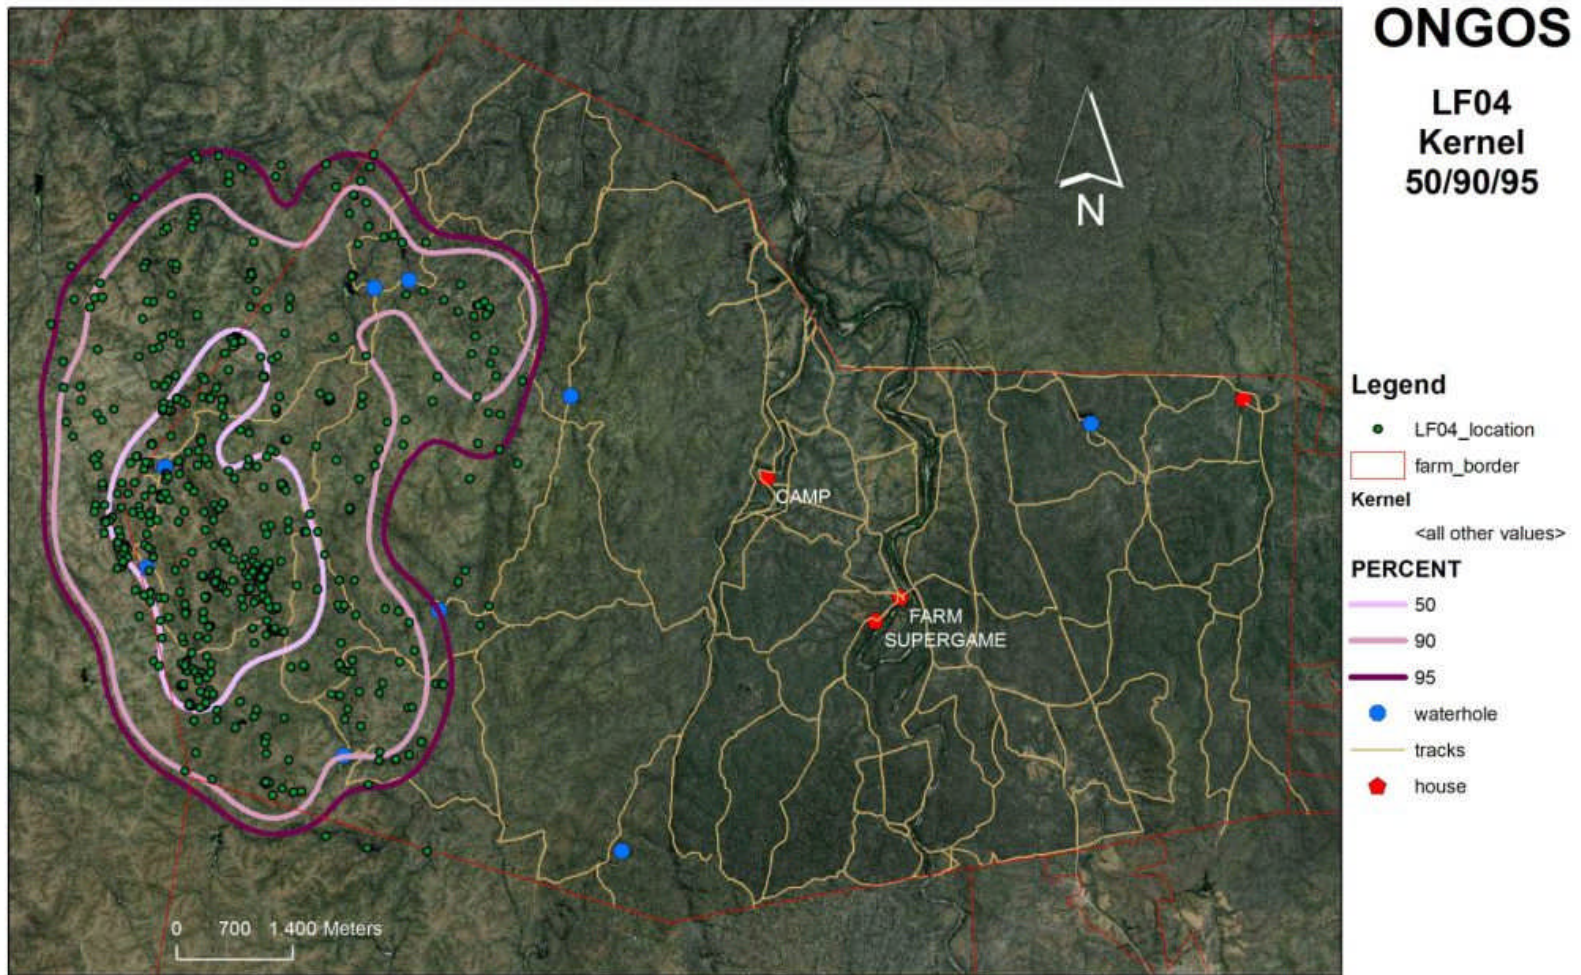 ONGOS
LF04
Kernel
50/90/95
N
CAMP
FARM
SUPERGAME
0 700 1.400 Meters
Legend
LF04_location
farm_border
Kernel
<all other values>
PERCENT
50
90
95
waterhole
tracks
house